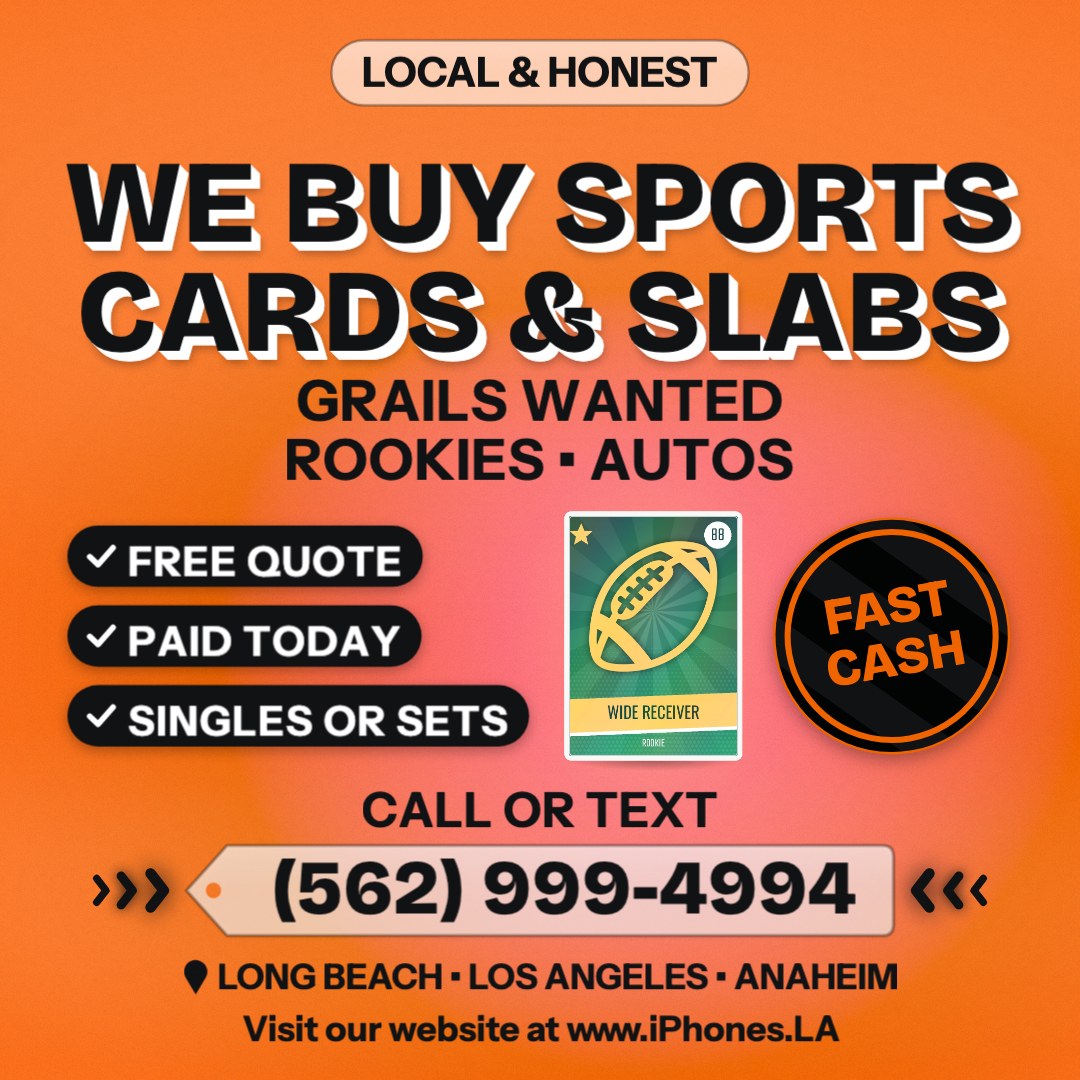 LOCAL & HONEST
WE BUY SPORTS
CARDS & SLABS
GRAILS WANTED
ROOKIES ▪ AUTOS
FREE QUOTE
PAID TODAY
SINGLES OR SETS
88
WIDE RECEIVER
ROOKIE
FAST
CASH
CALL OR TEXT
(562) 999-4994
LONG BEACH ▪ LOS ANGELES ▪ ANAHEIM
Visit our website at www.iPhones.LA